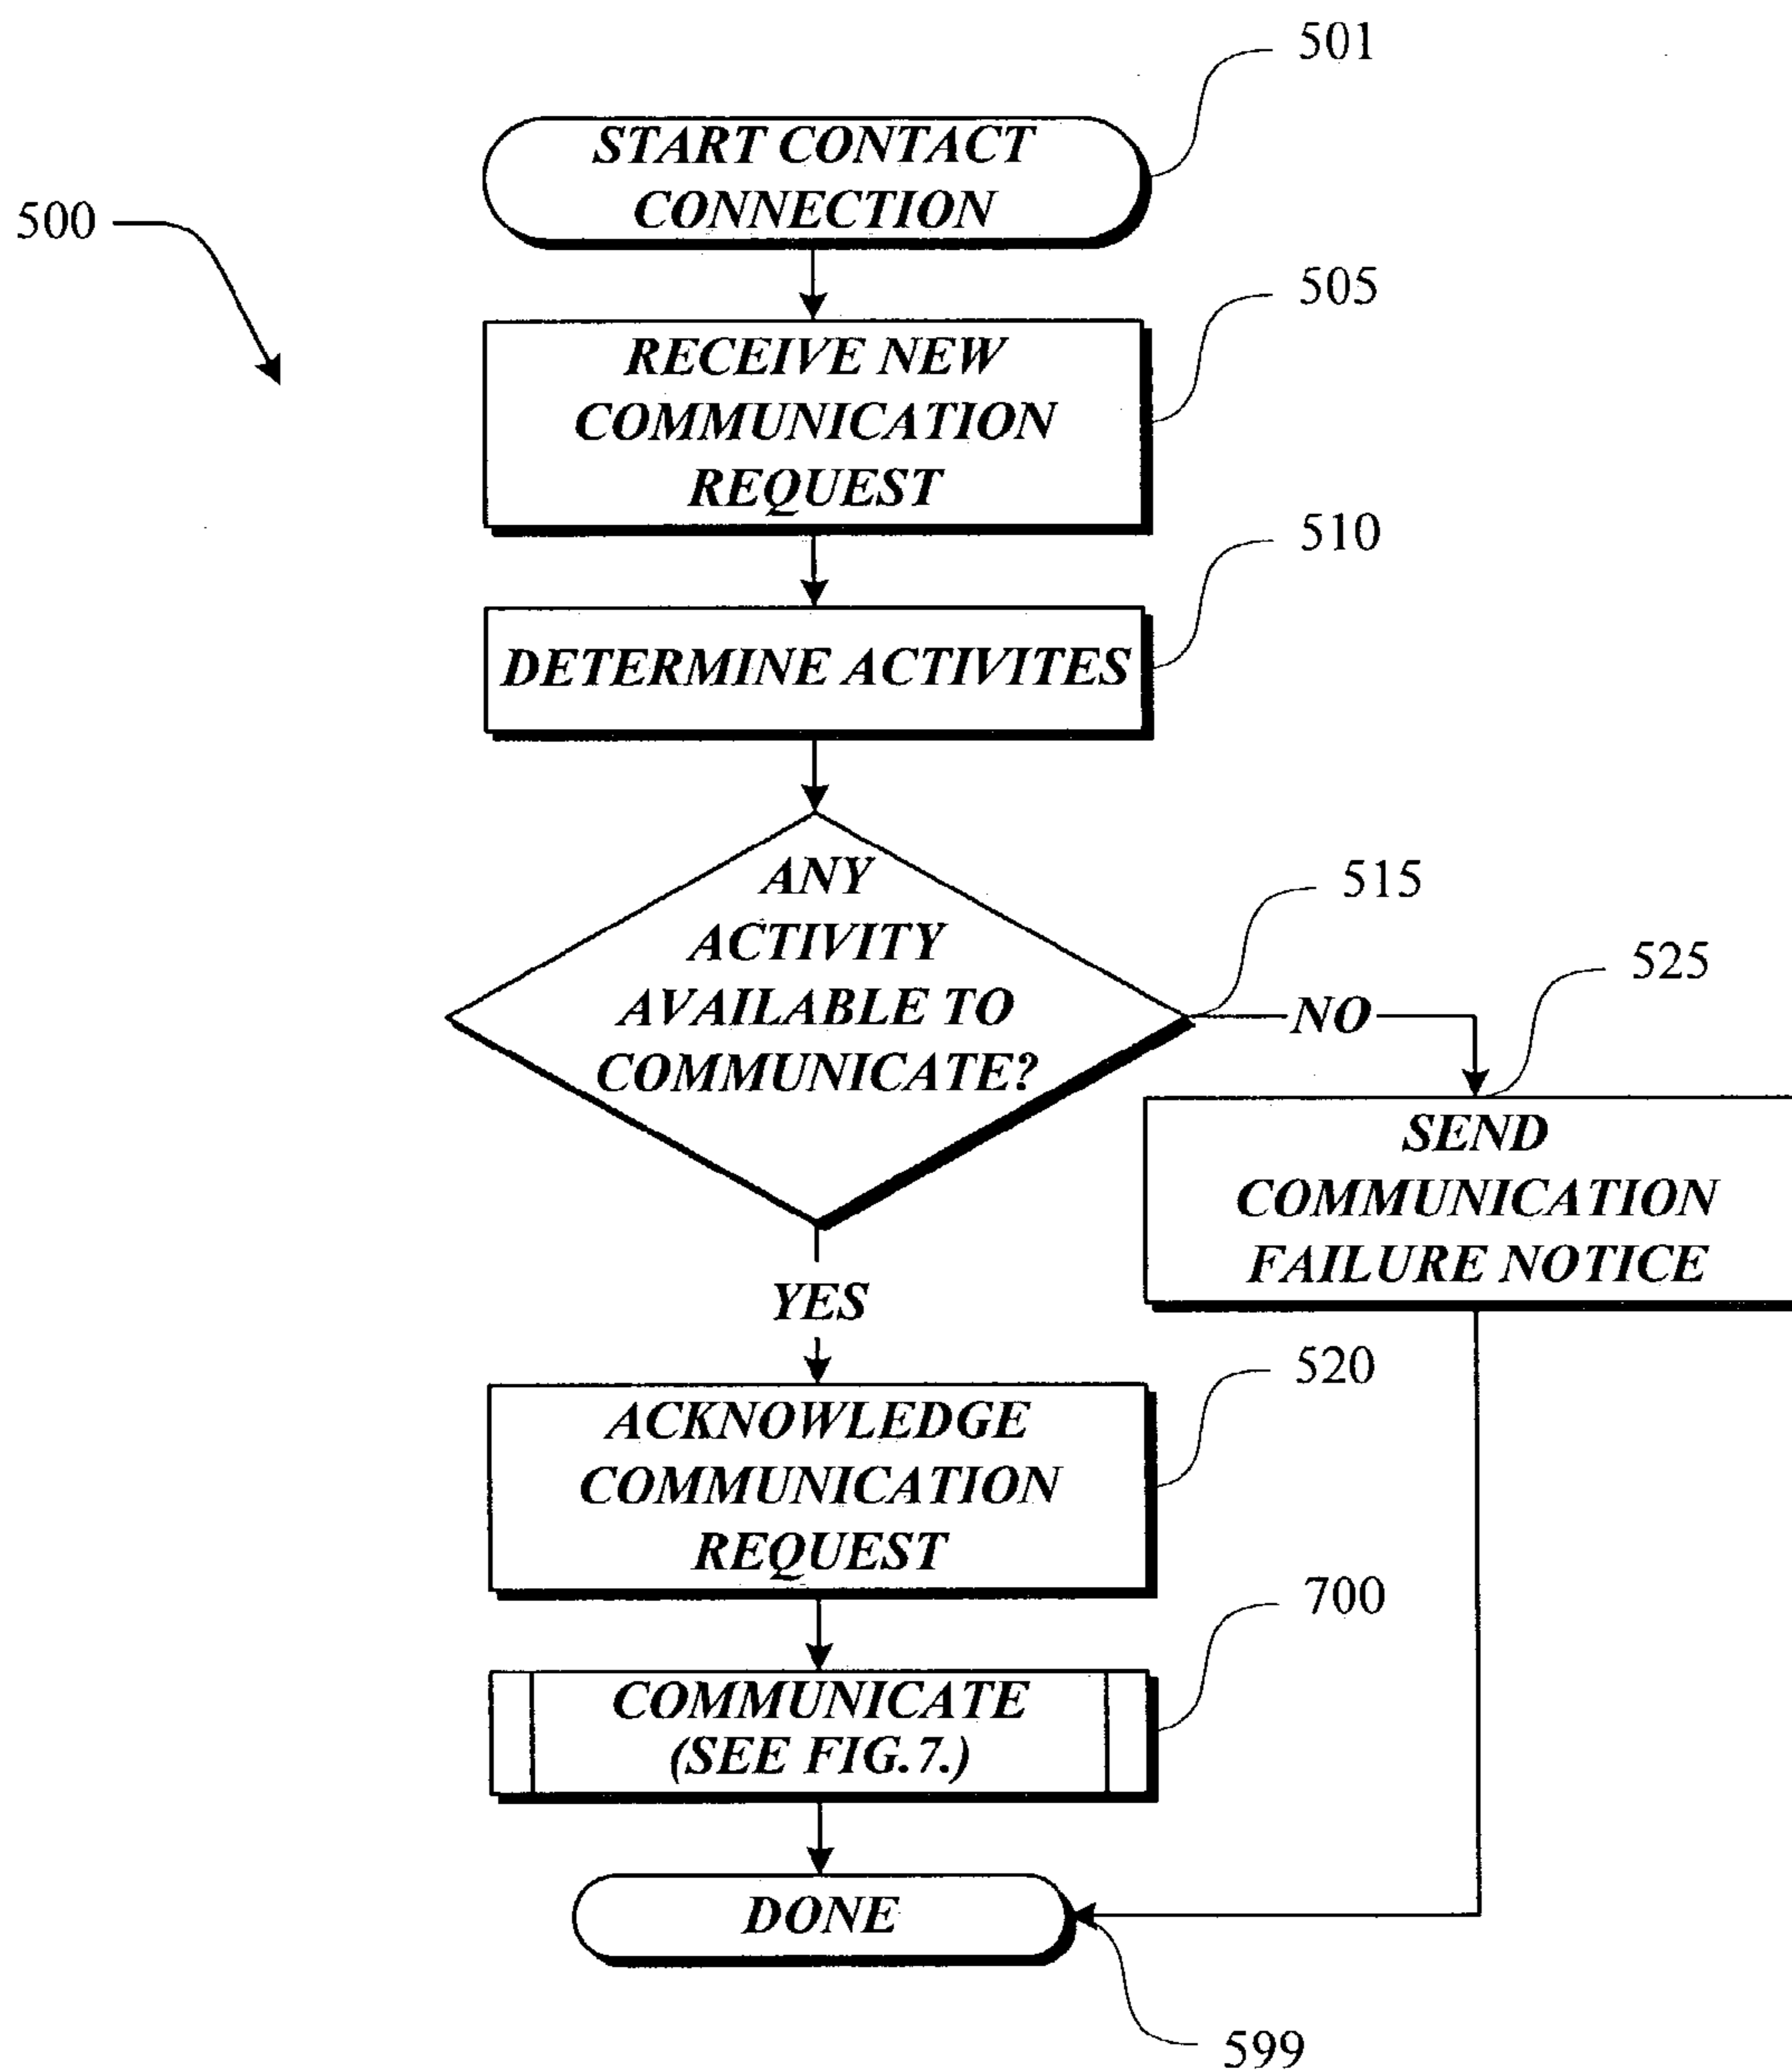 501
START CONTACT
CONNECTION
500
505
RECEIVE NEW
COMMUNICATION
REQUEST
510
DETERMINE ACTIVITES
ANY
ACTIVITY
AVAILABLE TO
COMMUNICATE?
515
NO
525
SEND
COMMUNICATION
FAILURE NOTICE
YES
520
ACKNOWLEDGE
COMMUNICATION
REQUEST
700
COMMUNICATE
(SEE FIG.7.)
DONE
599